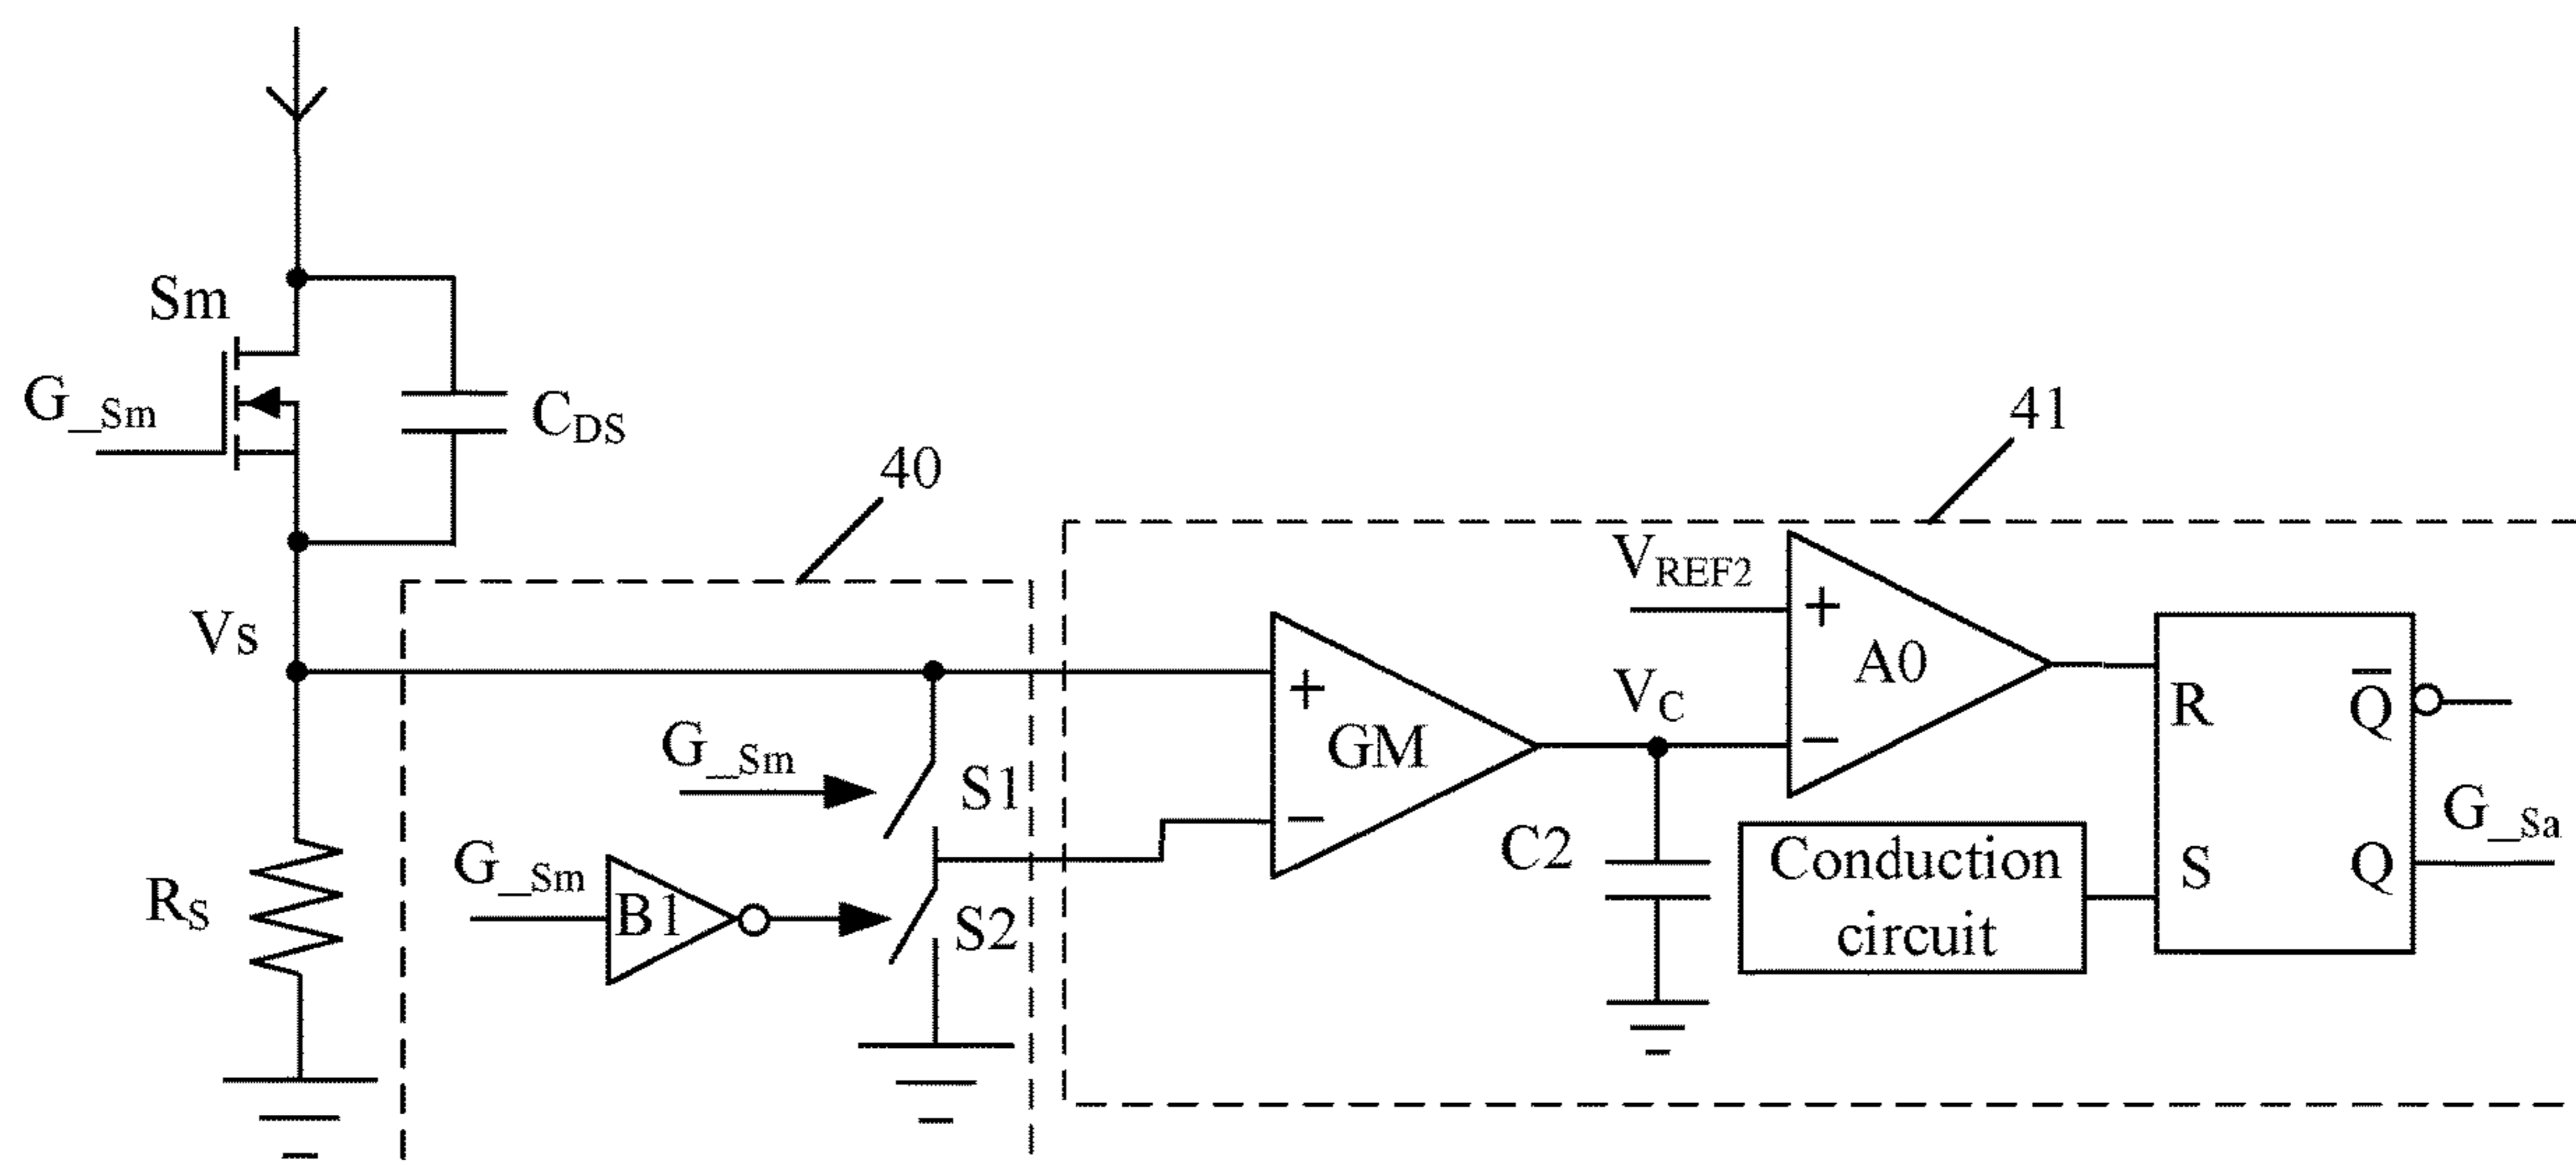 Sm
G_Sm
CDS
40
41
Vs
RS
G_Sm
S1
G_Sm
B1
S2
+
GM
−
VREF2
+
A0
−
VC
C2
Conduction
circuit
R
Q̅
S
Q
G_Sa